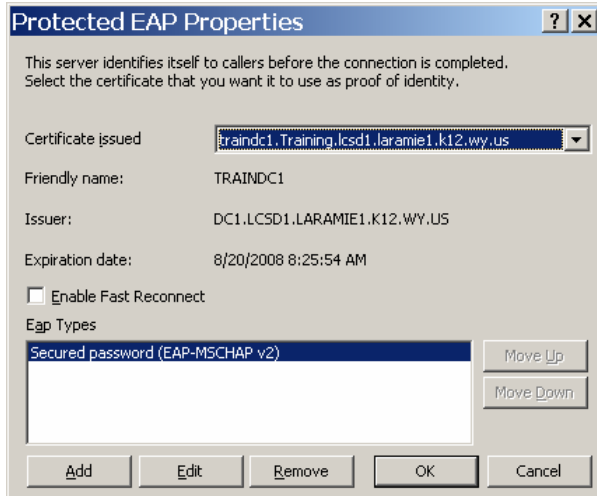 Protected EAP Properties
This server identifies itself to callers before the connection is completed.
Select the certificate that you want it to use as proof of identity.
Certificate issued traindc1.Training.lcsd1.laramie1.k12.wy.us
Friendly name: TRAINDC1
Issuer: DC1.LCSD1.LARAMIE1.K12.WY.US
Expiration date: 8/20/2008 8:25:54 AM
Enable Fast Reconnect
Eap Types
Secured password (EAP-MSCHAP v2)
Move Up
Move Down
Add Edit Remove OK Cancel